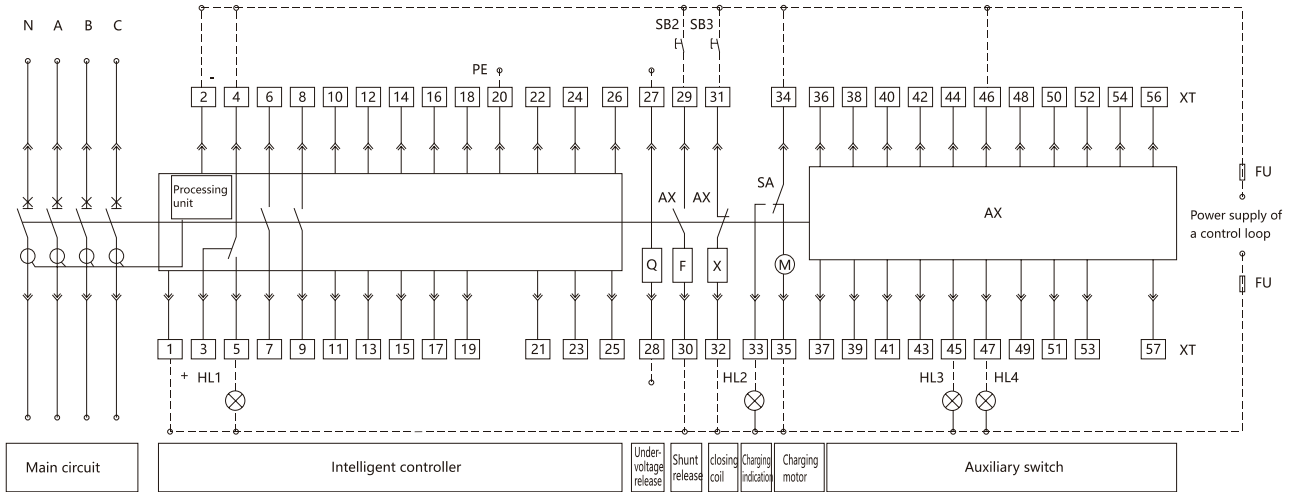 N A B C
SB2 SB3
- PE
2 4 6 8 10 12 14 16 18 20 22 24 26 27 29 31 34 36 38 40 42 44 46 48 50 52 54 56 XT
FU
Processing
unit
AX AX SA
AX
Power supply of
a control loop
Q F X M
FU
1 3 5 7 9 11 13 15 17 19 21 23 25 28 30 32 33 35 37 39 41 43 45 47 49 51 53 57 XT
+ HL1 HL2 HL3 HL4
Main circuit
Intelligent controller
Under-
voltage
release
Shunt
release
closing
coil
Charging
indication
Charging
motor
Auxiliary switch